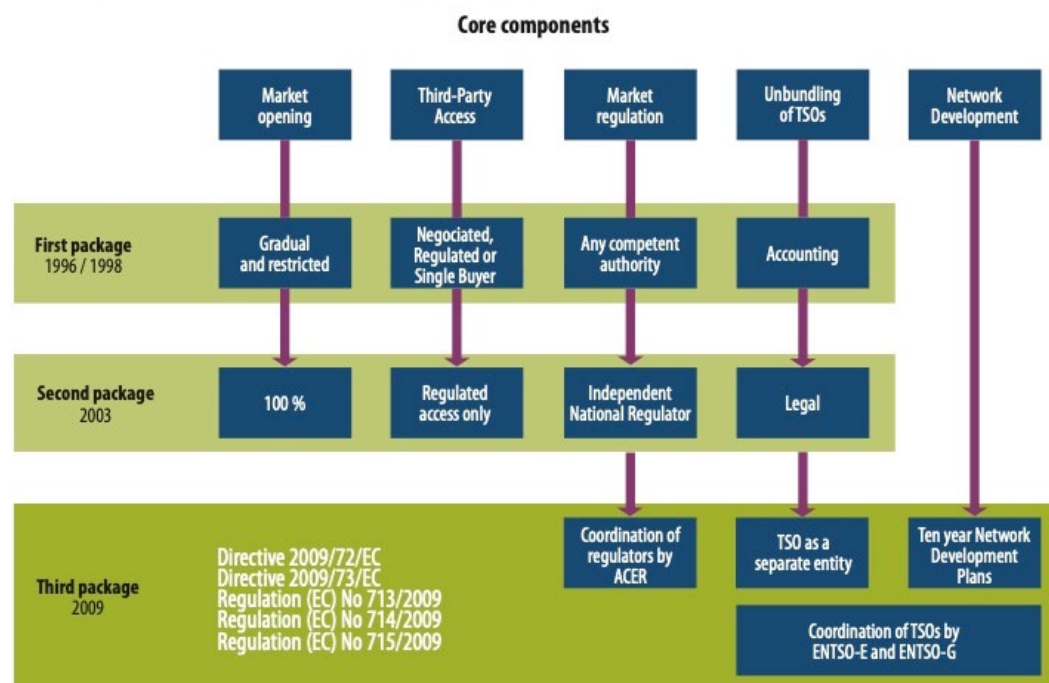 Core components
Market
opening
Third-Party
Access
Market
regulation
Unbundling
of TSOs
Network
Development
First package
1996 / 1998
Gradual
and restricted
Negociated,
Regulated or
Single Buyer
Any competent
authority
Accounting
Second package
2003
100 %
Regulated
access only
Independent
National Regulator
Legal
Third package
2009
Directive 2009/72/EC
Directive 2009/73/EC
Regulation (EC) No 713/2009
Regulation (EC) No 714/2009
Regulation (EC) No 715/2009
Coordination of
regulators by
ACER
TSO as a
separate entity
Ten year Network
Development
Plans
Coordination of TSOs by
ENTSO-E and ENTSO-G